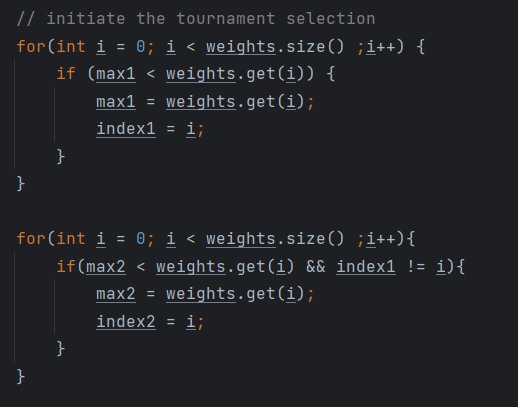 // initiate the tournament selection
for(int i = 0; i < weights.size() ;i++) {
    if (max1 < weights.get(i)) {
        max1 = weights.get(i);
        index1 = i;
    }
}

for(int i = 0; i < weights.size() ;i++){
    if(max2 < weights.get(i) && index1 != i){
        max2 = weights.get(i);
        index2 = i;
    }
}